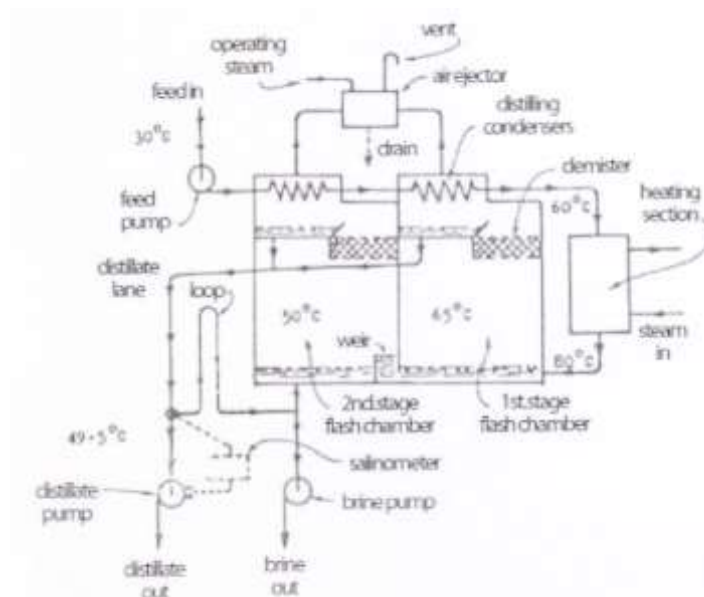 vent
operating
steam
air ejector
feed in
distilling
condensers
30°C
drain
demister
heating
section
feed
pump
60°C
distillate
lane
loop
50°C
65°C
weir
steam
in
80°C
2nd.stage
flash chamber
1st.stage
flash chamber
49.5°C
salinometer
distillate
pump
brine pump
distillate
out
brine
out